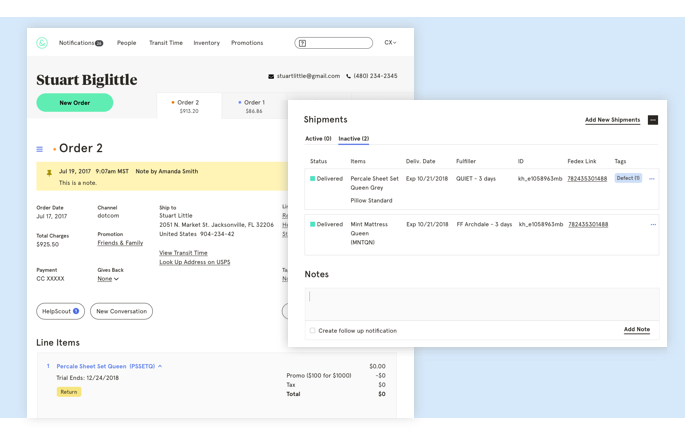 & Notifications 24 People Transit Time Inventory Promotions ? CX
Stuart Biglittle
stuartlittle@gmail.com (480) 234-2345
New Order
Order 2
$913.20
Order 1
$86.86
Order 2
Jul 19, 2017 9:07am MST Note by Amanda Smith
This is a note.
Order Date
Jul 17, 2017
Channel
dotcom
Ship to
Stuart Little
2051 N. Market St. Jacksonville, FL 32206
United States 904-234-42
Total Charges
$925.50
Promotion
Friends & Family
View Transit Time
Look Up Address on USPS
Payment
CC XXXXX
Gives Back
None
HelpScout 1 New Conversation
Line Items
1 Percale Sheet Set Queen (PSSETQ)
$0.00
Trial Ends: 12/24/2018
Promo ($100 for $1000) -$0
Tax $0
Return
Total $0
Shipments
Add New Shipments
Active (0) Inactive (2)
Status Items Deliv. Date Fulfiller ID Fedex Link Tags
Delivered Percale Sheet Set Exp 10/21/2018 QUIET - 3 days kh_e1058963mb 782435301488 Defect (1)
Queen Grey
Pillow Standard
Delivered Mint Mattress Exp 10/21/2018 FF Archdale - 3 days kh_e1058963mb 782435301488
Queen
(MNTQN)
Notes
Create follow up notification
Add Note